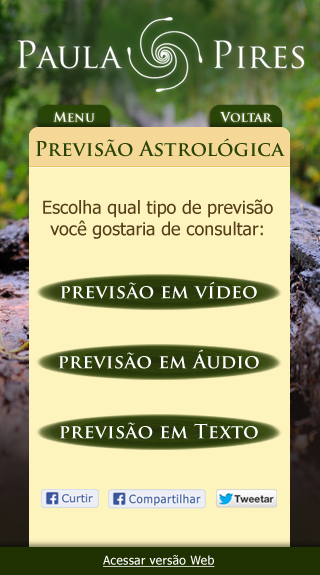 Paula Pires
Menu Voltar
Previsão Astrológica
Escolha qual tipo de previsão
você gostaria de consultar:
previsão em vídeo
previsão em Áudio
previsão em Texto
Curtir Compartilhar Tweetar
Acessar versão Web